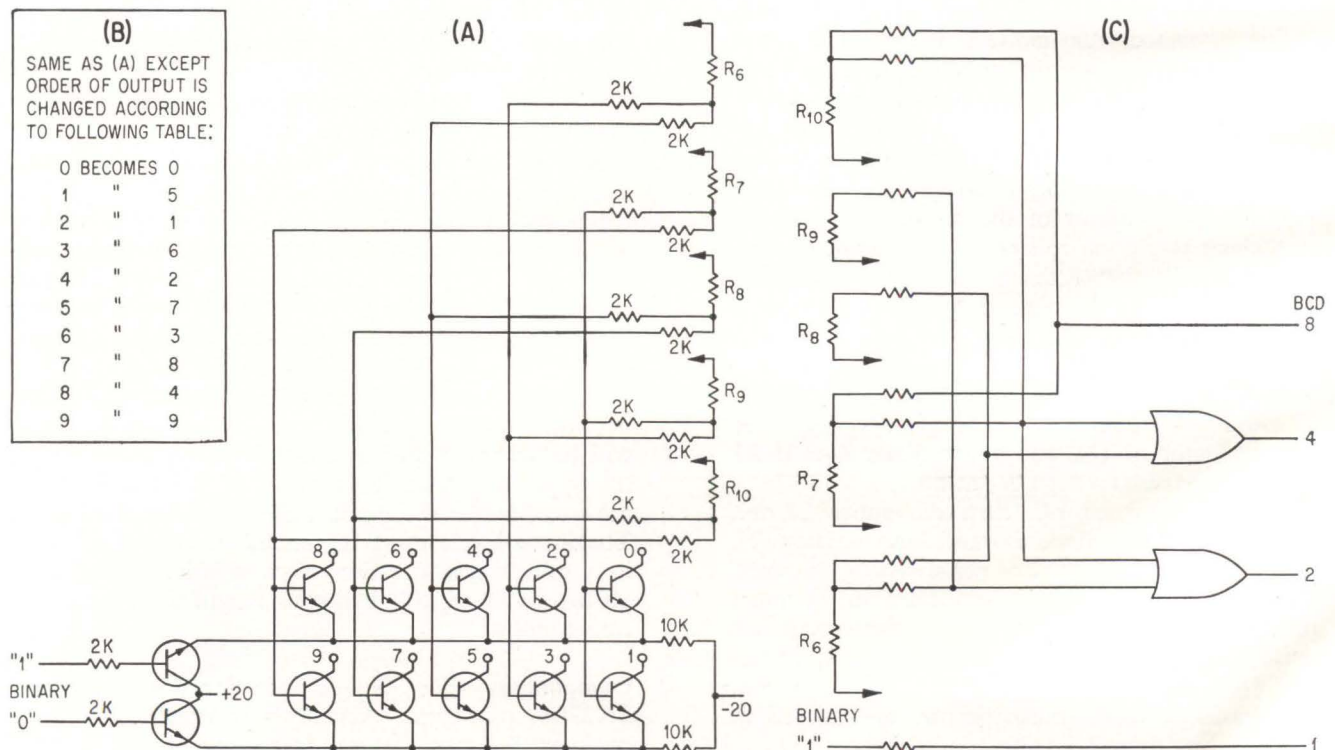 (B)
SAME AS (A) EXCEPT
ORDER OF OUTPUT IS
CHANGED ACCORDING
TO FOLLOWING TABLE:
0 BECOMES 0
1 " 5
2 " 1
3 " 6
4 " 2
5 " 7
6 " 3
7 " 8
8 " 4
9 " 9
(A)
R6
2K
2K
R7
2K
2K
R8
2K
2K
R9
2K
2K
R10
2K
2K
8 6 4 2 0
10K
9 7 5 3 1
-20
10K
"1" 2K
BINARY
+20
"0" 2K
(C)
R10
R9
R8
BCD
8
R7
4
2
R6
BINARY
"1" 1